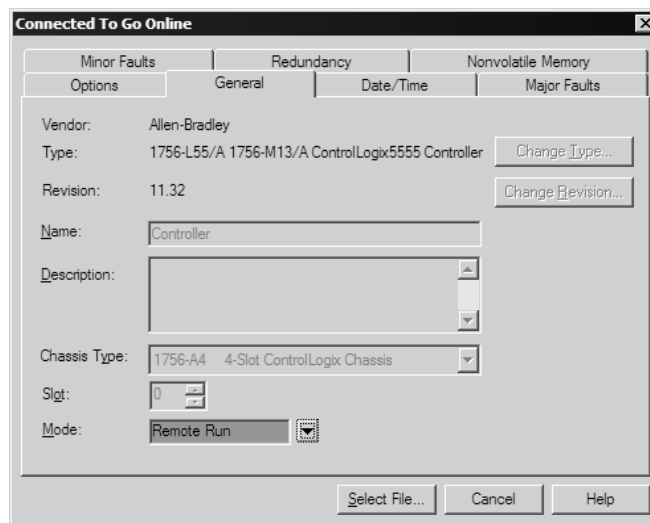 Connected To Go Online
Minor Faults Redundancy Nonvolatile Memory
Options General Date/Time Major Faults
Vendor: Allen-Bradley
Type: 1756-L55/A 1756-M13/A ControlLogix5555 Controller Change Type...
Revision: 11.32 Change Revision...
Name: Controller
Description:
Chassis Type: 1756-A4 4-Slot ControlLogix Chassis
Slot: 0
Mode: Remote Run
Select File... Cancel Help